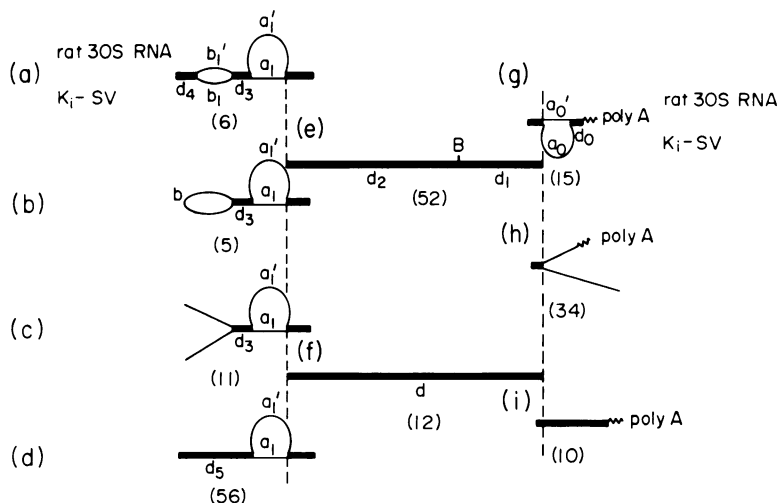 (a)
rat 30S RNA
Ki-SV
a1'
b1'
a1
d4
b1
d3
(6)
(g)
a0'
poly A
a0
d0
rat 30S RNA
Ki-SV
(15)
(e)
B
d2
d1
(52)
(b)
a1'
b
a1
d3
(5)
(h)
poly A
(34)
(c)
a1'
a1
d3
(11)
(f)
d
(12)
(i)
poly A
(10)
(d)
a1'
a1
d5
(56)